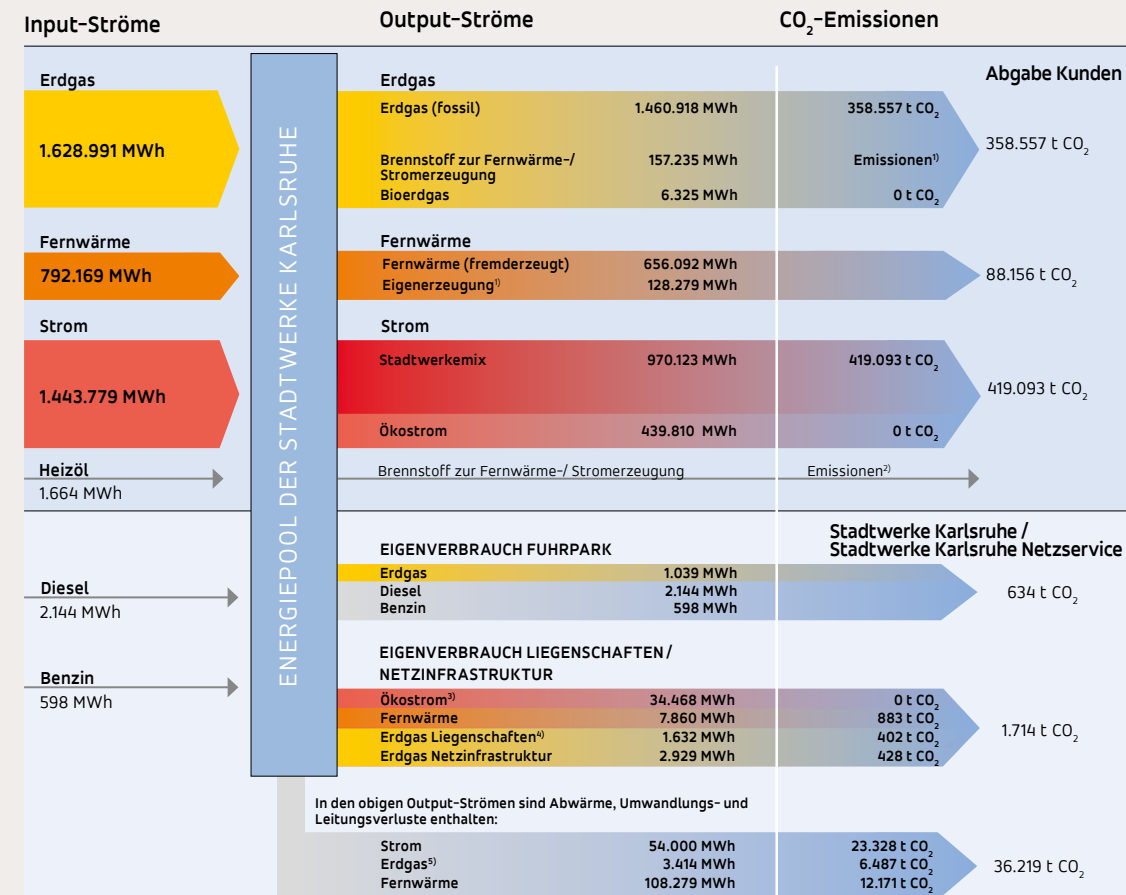 Input-Ströme
Output-Ströme
CO₂-Emissionen
Abgabe Kunden
ENERGIEPOOL DER STADTWERKE KARLSRUHE
Erdgas
1.628.991 MWh
Erdgas
Erdgas (fossil) 1.460.918 MWh 358.557 t CO₂
Brennstoff zur Fernwärme-/
Stromerzeugung 157.235 MWh Emissionen¹⁾
Bioerdgas 6.325 MWh 0 t CO₂
358.557 t CO₂
Fernwärme
792.169 MWh
Fernwärme
Fernwärme (fremderzeugt) 656.092 MWh
Eigenerzeugung¹⁾ 128.279 MWh
88.156 t CO₂
Strom
1.443.779 MWh
Strom
Stadtwerkemix 970.123 MWh 419.093 t CO₂
Ökostrom 439.810 MWh 0 t CO₂
419.093 t CO₂
Heizöl
1.664 MWh
Brennstoff zur Fernwärme-/ Stromerzeugung Emissionen²⁾
Stadtwerke Karlsruhe /
Stadtwerke Karlsruhe Netzservice
Diesel
2.144 MWh
EIGENVERBRAUCH FUHRPARK
Erdgas 1.039 MWh
Diesel 2.144 MWh
Benzin 598 MWh
634 t CO₂
Benzin
598 MWh
EIGENVERBRAUCH LIEGENSCHAFTEN /
NETZINFRASTRUKTUR
Ökostrom³⁾ 34.468 MWh 0 t CO₂
Fernwärme 7.860 MWh 883 t CO₂
Erdgas Liegenschaften⁴⁾ 1.632 MWh 402 t CO₂
Erdgas Netzinfrastruktur 2.929 MWh 428 t CO₂
1.714 t CO₂
In den obigen Output-Strömen sind Abwärme, Umwandlungs- und
Leitungsverluste enthalten:
Strom 54.000 MWh 23.328 t CO₂
Erdgas⁵⁾ 3.414 MWh 6.487 t CO₂
Fernwärme 108.279 MWh 12.171 t CO₂
36.219 t CO₂